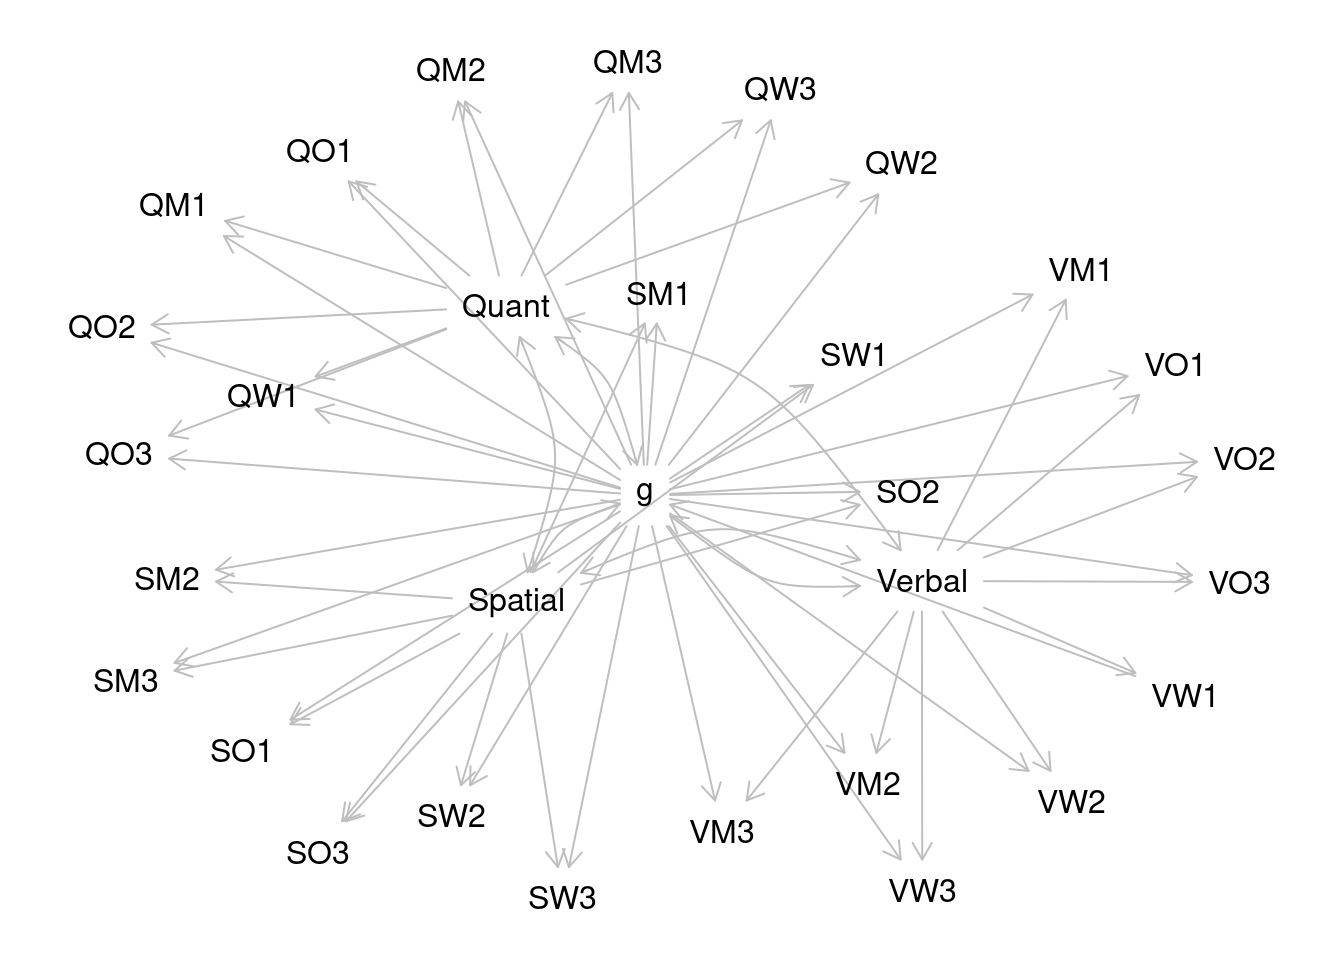 QM3
QM2
QW3
QO1
QW2
QM1
VM1
SM1
Quant
QO2
SW1
VO1
QW1
QO3
VO2
g
SO2
SM2
Verbal
VO3
Spatial
SM3
VW1
SO1
VM2
VW2
SW2
VM3
SO3
VW3
SW3